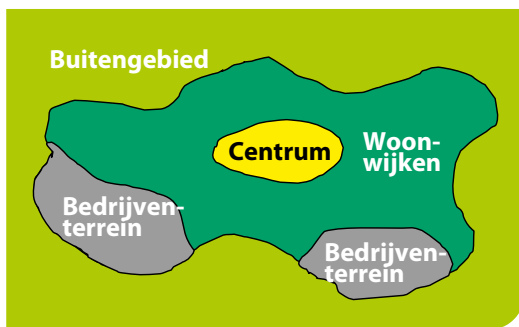 Buitengebied
Centrum
Woon-
wijken
Bedrijven-
terrein
Bedrijven-
terrein